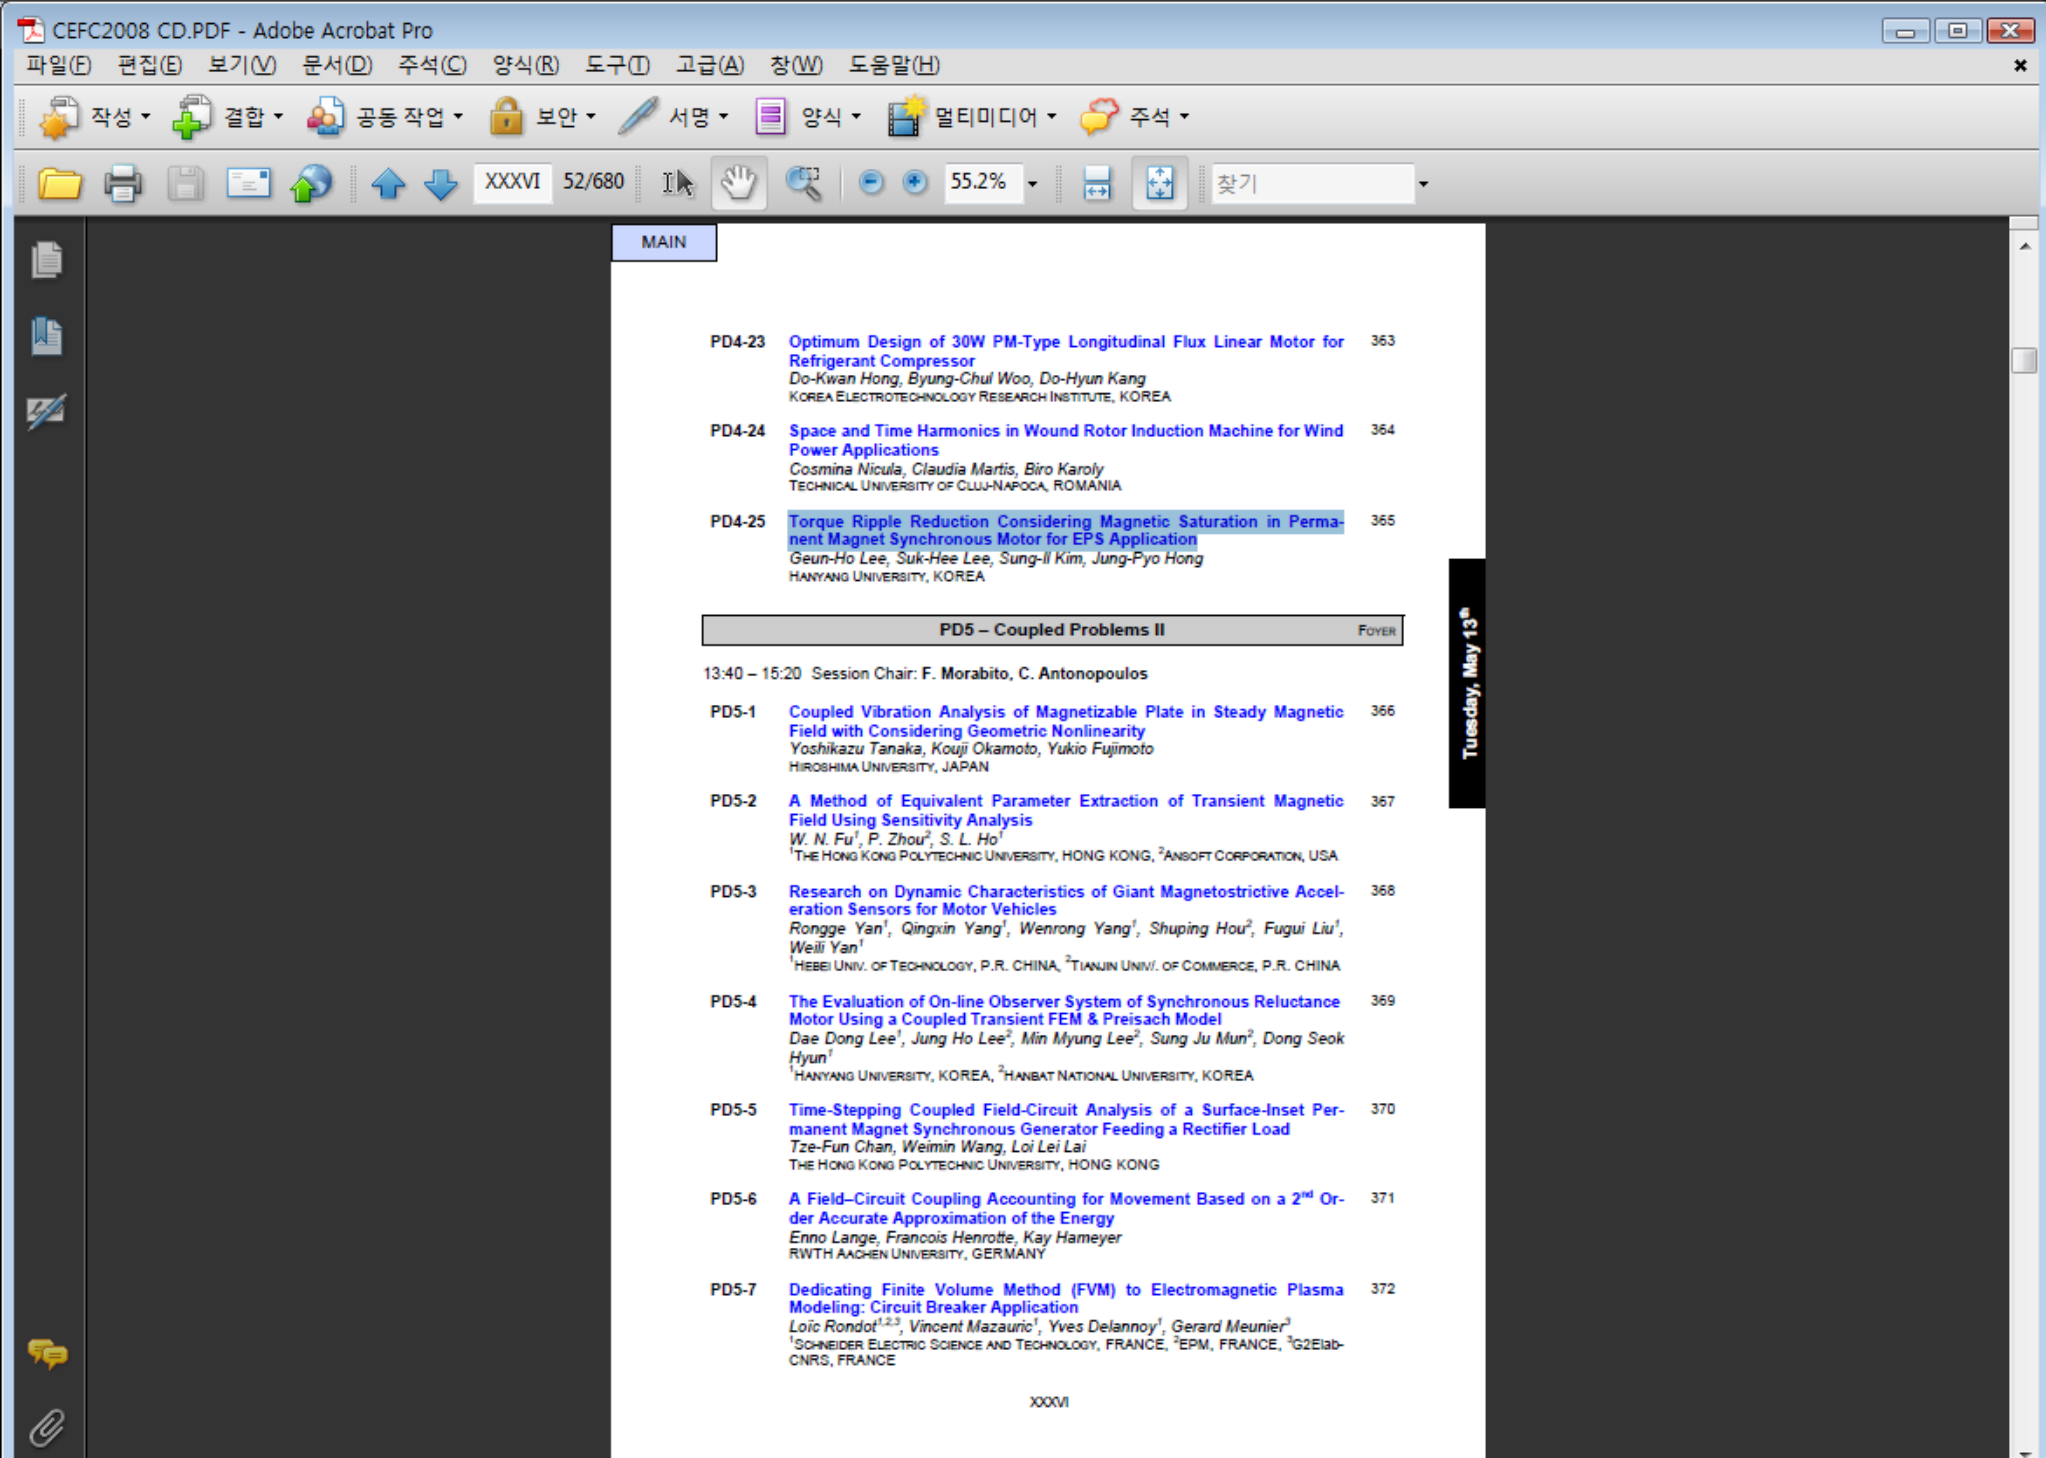 CEFC2008 CD.PDF - Adobe Acrobat Pro
파일(F) 편집(E) 보기(V) 문서(D) 주석(C) 양식(R) 도구(T) 고급(A) 창(W) 도움말(H)
작성 결합 공동 작업 보안 서명 양식 멀티미디어 주석
XXXVI 52/680 55.2% 찾기
MAIN
PD4-23 Optimum Design of 30W PM-Type Longitudinal Flux Linear Motor for 363
Refrigerant Compressor
Do-Kwan Hong, Byung-Chul Woo, Do-Hyun Kang
KOREA ELECTROTECHNOLOGY RESEARCH INSTITUTE, KOREA
PD4-24 Space and Time Harmonics in Wound Rotor Induction Machine for Wind 364
Power Applications
Cosmina Nicula, Claudia Martis, Biro Karoly
TECHNICAL UNIVERSITY OF CLUJ-NAPOCA, ROMANIA
PD4-25 Torque Ripple Reduction Considering Magnetic Saturation in Perma- 365
nent Magnet Synchronous Motor for EPS Application
Geun-Ho Lee, Suk-Hee Lee, Sung-Il Kim, Jung-Pyo Hong
HANYANG UNIVERSITY, KOREA
PD5 – Coupled Problems II FOYER
Tuesday, May 13th
13:40 – 15:20 Session Chair: F. Morabito, C. Antonopoulos
PD5-1 Coupled Vibration Analysis of Magnetizable Plate in Steady Magnetic 366
Field with Considering Geometric Nonlinearity
Yoshikazu Tanaka, Kouji Okamoto, Yukio Fujimoto
HIROSHIMA UNIVERSITY, JAPAN
PD5-2 A Method of Equivalent Parameter Extraction of Transient Magnetic 367
Field Using Sensitivity Analysis
W. N. Fu1, P. Zhou2, S. L. Ho1
1THE HONG KONG POLYTECHNIC UNIVERSITY, HONG KONG, 2ANSOFT CORPORATION, USA
PD5-3 Research on Dynamic Characteristics of Giant Magnetostrictive Accel- 368
eration Sensors for Motor Vehicles
Rongge Yan1, Qingxin Yang1, Wenrong Yang1, Shuping Hou2, Fugui Liu1,
Weili Yan1
1HEBEI UNIV. OF TECHNOLOGY, P.R. CHINA, 2TIANJIN UNIV/. OF COMMERCE, P.R. CHINA
PD5-4 The Evaluation of On-line Observer System of Synchronous Reluctance 369
Motor Using a Coupled Transient FEM & Preisach Model
Dae Dong Lee1, Jung Ho Lee2, Min Myung Lee2, Sung Ju Mun2, Dong Seok
Hyun1
1HANYANG UNIVERSITY, KOREA, 2HANBAT NATIONAL UNIVERSITY, KOREA
PD5-5 Time-Stepping Coupled Field-Circuit Analysis of a Surface-Inset Per- 370
manent Magnet Synchronous Generator Feeding a Rectifier Load
Tze-Fun Chan, Weimin Wang, Loi Lei Lai
THE HONG KONG POLYTECHNIC UNIVERSITY, HONG KONG
PD5-6 A Field–Circuit Coupling Accounting for Movement Based on a 2nd Or- 371
der Accurate Approximation of the Energy
Enno Lange, Francois Henrotte, Kay Hameyer
RWTH AACHEN UNIVERSITY, GERMANY
PD5-7 Dedicating Finite Volume Method (FVM) to Electromagnetic Plasma 372
Modeling: Circuit Breaker Application
Loïc Rondot1,2,3, Vincent Mazauric1, Yves Delannoy1, Gerard Meunier3
1SCHNEIDER ELECTRIC SCIENCE AND TECHNOLOGY, FRANCE, 2EPM, FRANCE, 3G2Elab-
CNRS, FRANCE
XXXVI